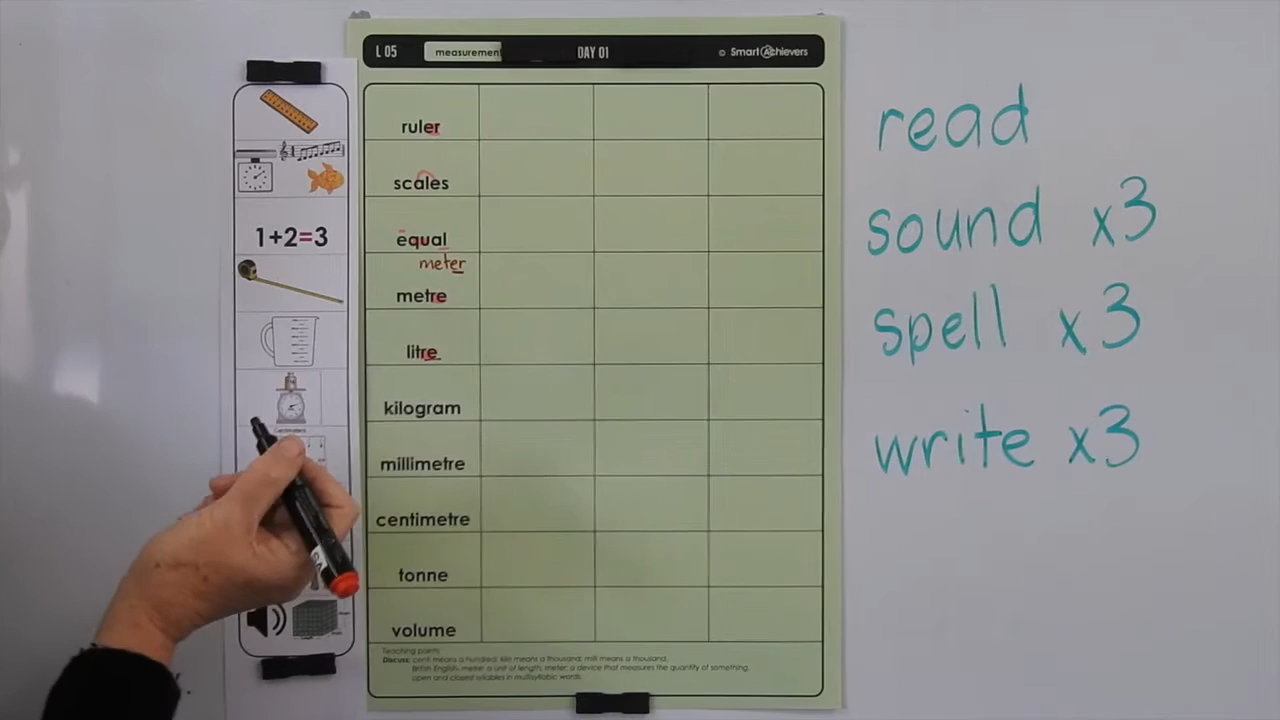 L 05 measurement DAY 01 © SmartAchievers
ruler
scales
1+2=3
equal
meter
metre
litre
kilogram
Centimeters
millimetre
centimetre
tonne
volume
Teaching points:
Discuss: centi means a hundred; kilo means a thousand; milli means a thousand.
British English- metre: a unit of length; meter: a device that measures the quantity of something.
open and closed syllables in multisyllabic words.
read
sound x3
spell x3
write x3